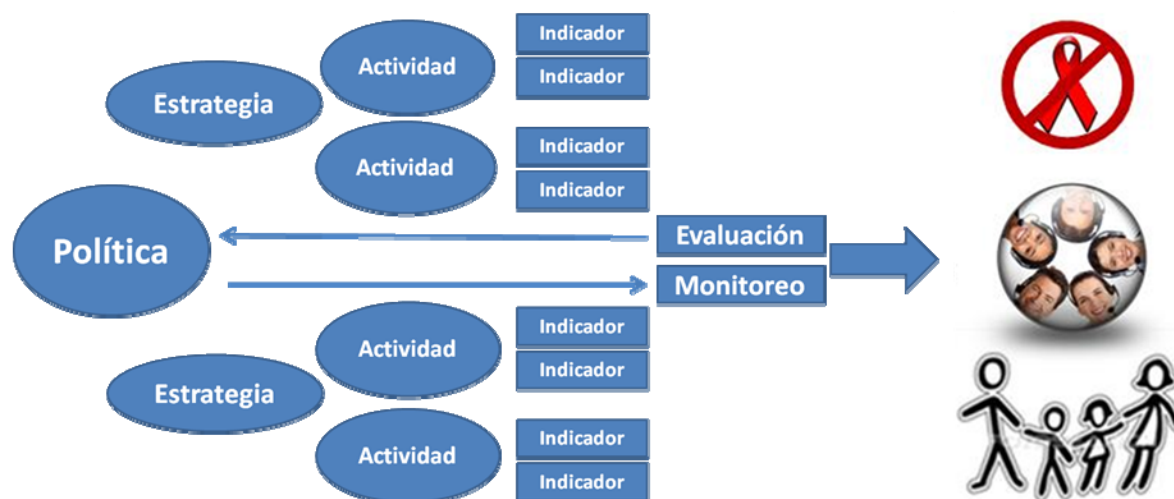 Indicador
Actividad
Indicador
Estrategia
Indicador
Actividad
Indicador
Política
Evaluación
Monitoreo
Indicador
Actividad
Indicador
Estrategia
Indicador
Actividad
Indicador